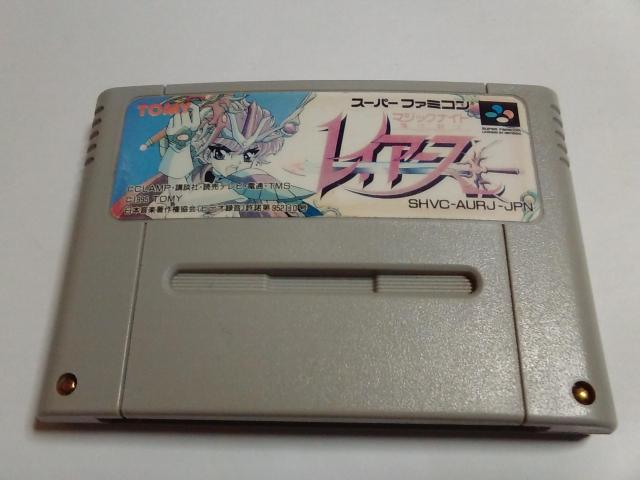 TOMY
スーパーファミコン
SUPER FAMICOM
マジックナイト
レイアース
©CLAMP・講談社・読売テレビ・電通・TMS
©1995 TOMY
SHVC-AURJ-JPN